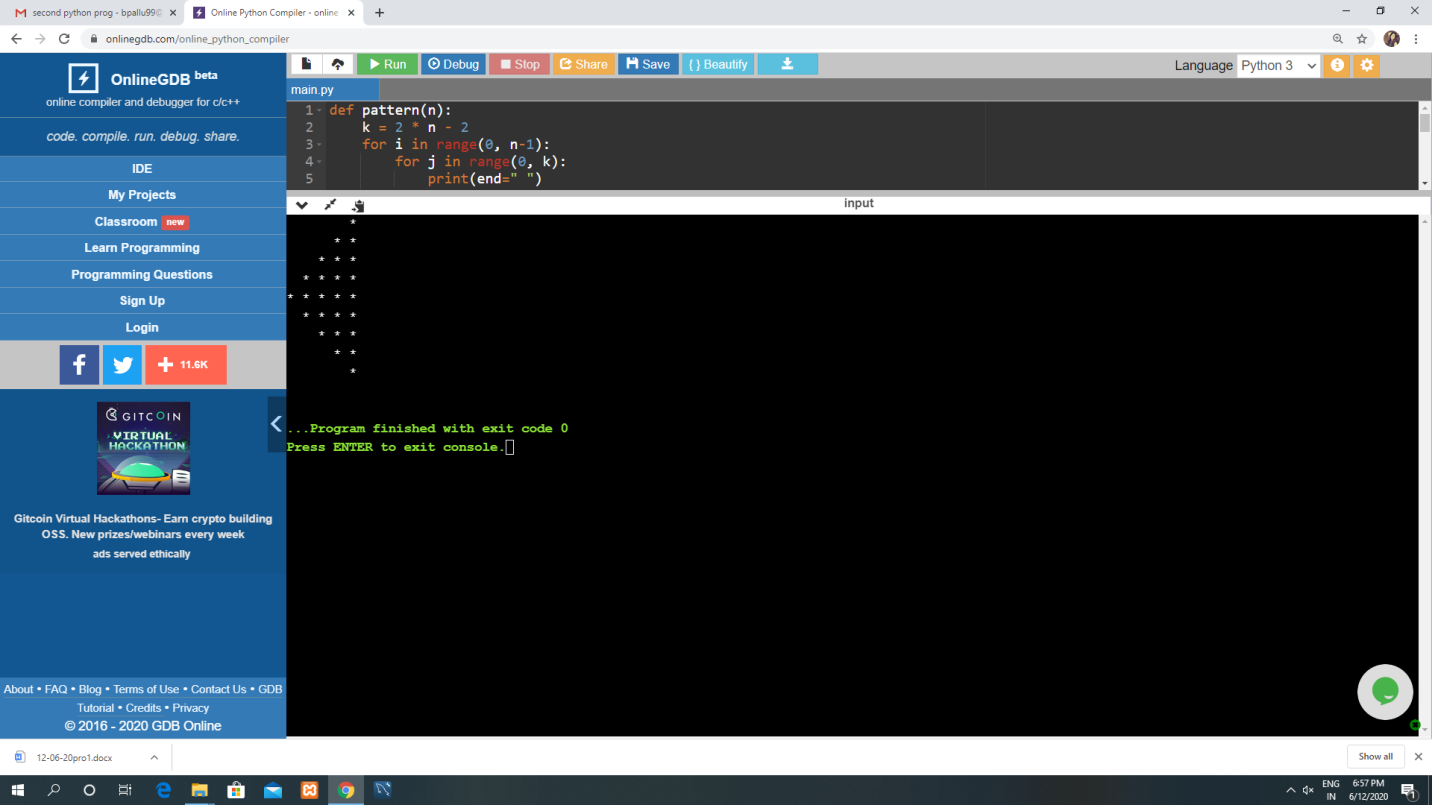 second python prog - bpallu99@
Online Python Compiler - online
onlinegdb.com/online_python_compiler
OnlineGDB beta
online compiler and debugger for c/c++
code. compile. run. debug. share.
IDE
My Projects
Classroom new
Learn Programming
Programming Questions
Sign Up
Login
11.6K
GITCOIN
VIRTUAL
HACKATHON
Gitcoin Virtual Hackathons- Earn crypto building
OSS. New prizes/webinars every week
ads served ethically
About • FAQ • Blog • Terms of Use • Contact Us • GDB
Tutorial • Credits • Privacy
© 2016 - 2020 GDB Online
Run Debug Stop Share Save { } Beautify
Language Python 3
main.py
1 def pattern(n):
2     k = 2 * n - 2
3     for i in range(0, n-1):
4         for j in range(0, k):
5             print(end=" ")
input
        *
      * *
    * * *
  * * * *
* * * * *
  * * * *
    * * *
      * *
        *
...Program finished with exit code 0
Press ENTER to exit console.
12-06-20pro1.docx
Show all
ENG
IN
6:57 PM
6/12/2020
1